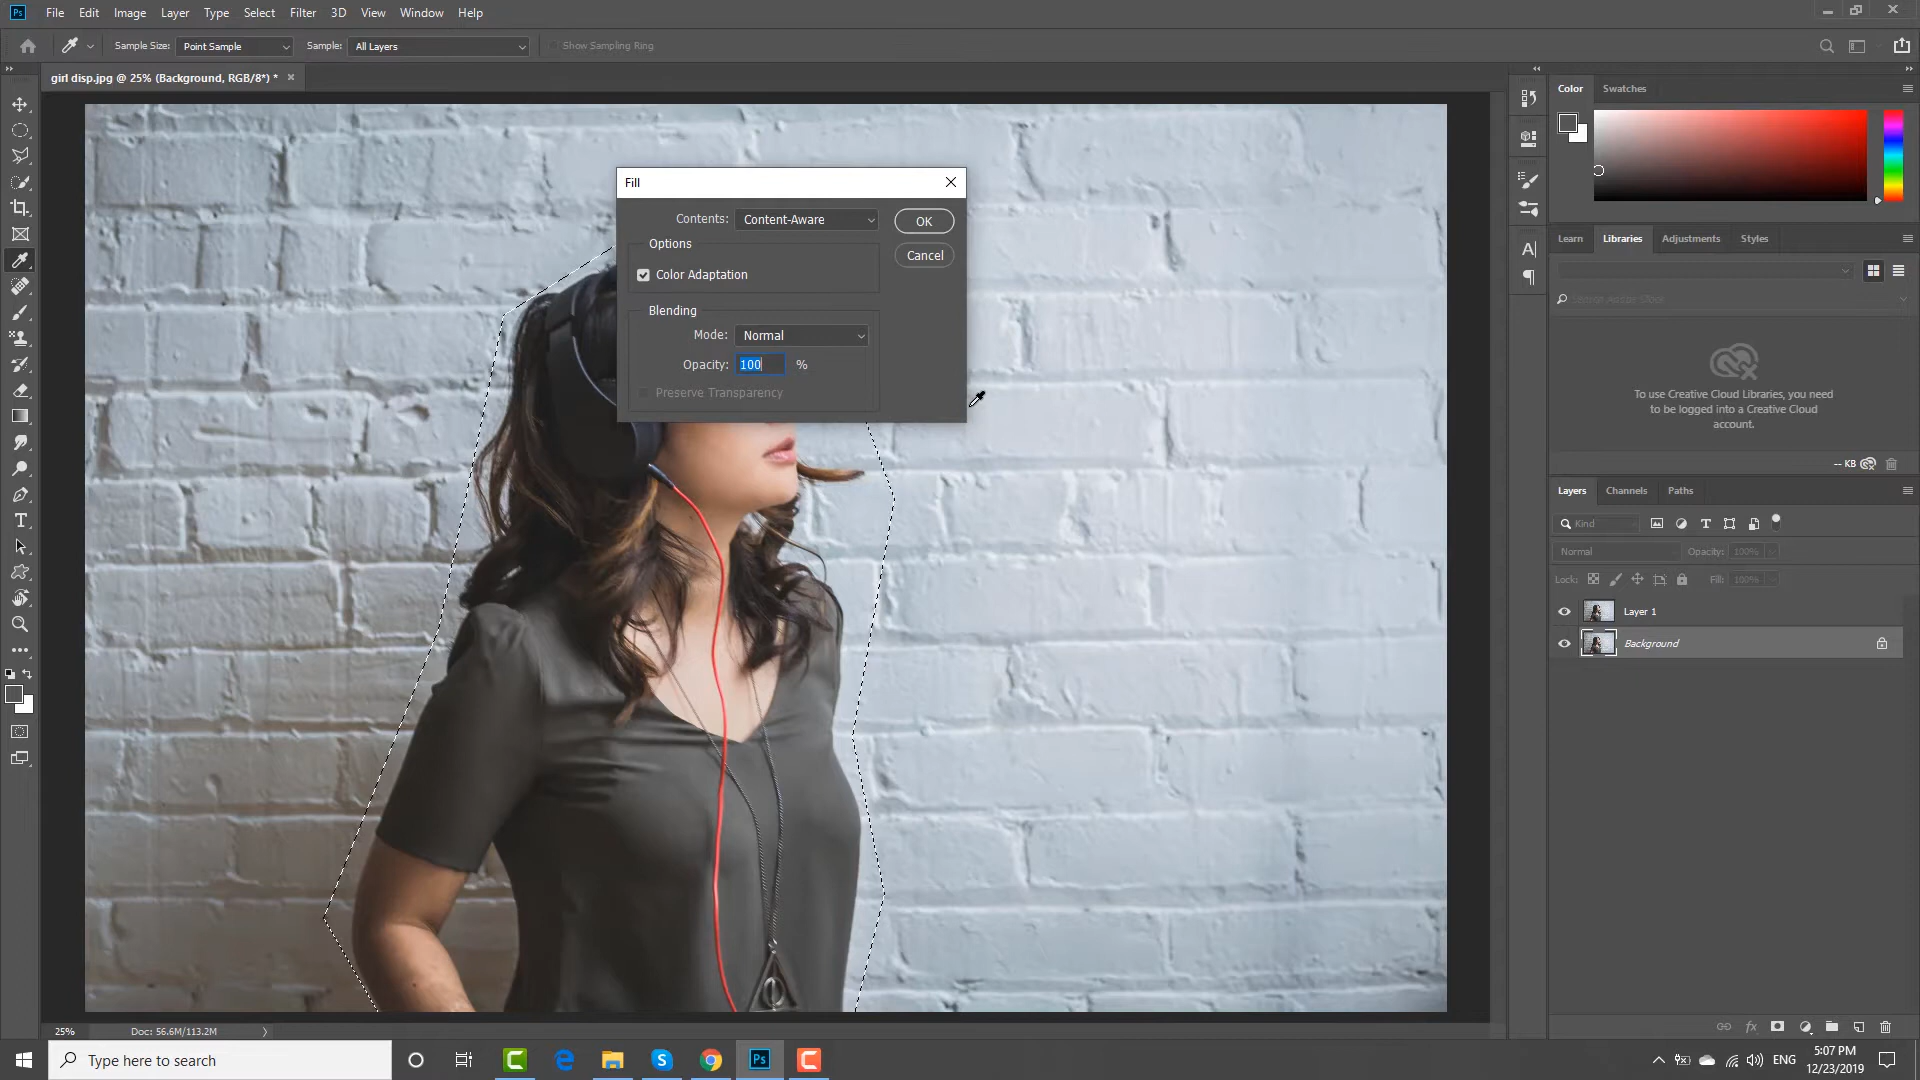 Ps File Edit Image Layer Type Select Filter 3D View Window Help
Sample Size: Point Sample Sample: All Layers Show Sampling Ring
girl disp.jpg @ 25% (Background, RGB/8*) *
Color Swatches
Fill
Contents: Content-Aware OK
Options
Cancel
Color Adaptation
Blending
Mode: Normal
Opacity: 100 %
Preserve Transparency
Learn Libraries Adjustments Styles
To use Creative Cloud Libraries, you need
to be logged into a Creative Cloud
account.
-- KB
Layers Channels Paths
Kind
Normal Opacity: 100%
Lock: Fill: 100%
Layer 1
Background
25% Doc: 56.6M/113.2M
Type here to search
Ps
ENG
5:07 PM
12/23/2019